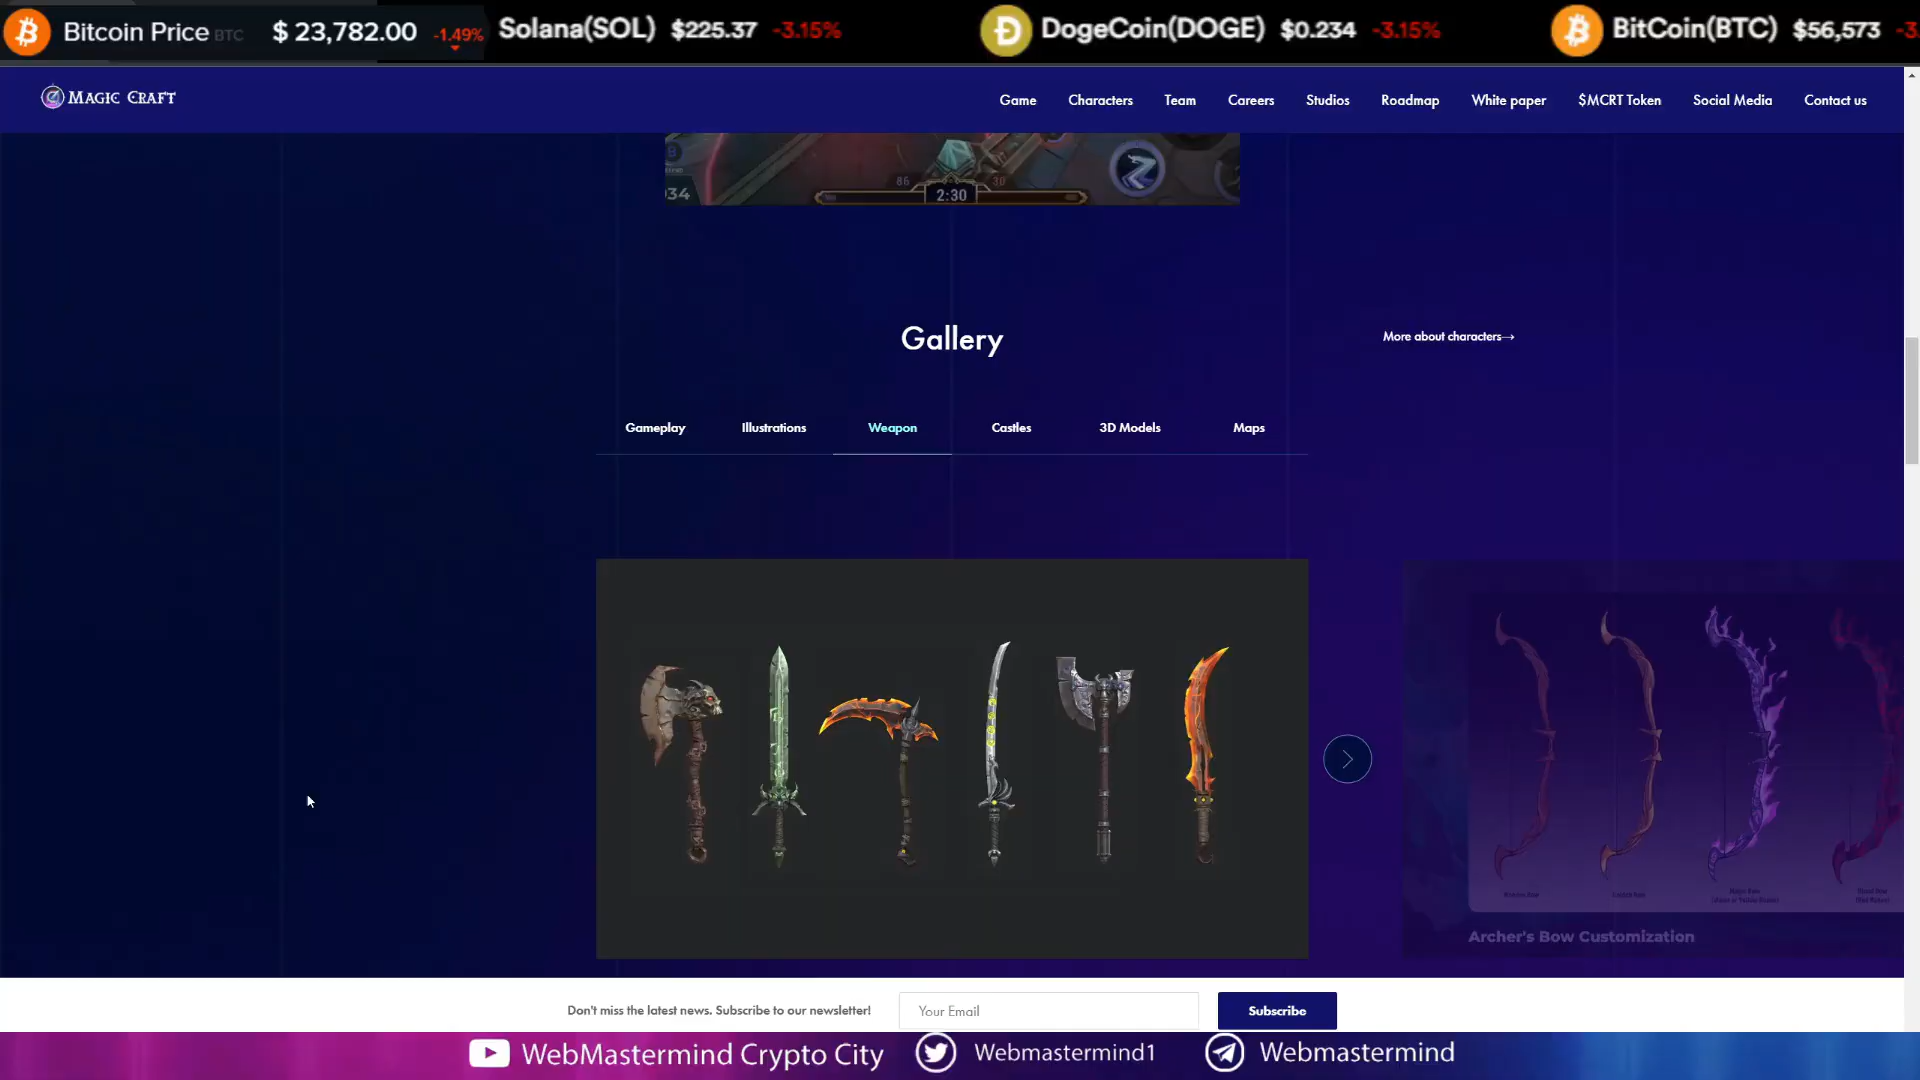 Bitcoin Price BTC $ 23,782.00 -1.49% Solana(SOL) $225.37 -3.15% DogeCoin(DOGE) $0.234 -3.15% BitCoin(BTC) $56,573 -3
MAGIC CRAFT Game Characters Team Careers Studios Roadmap White paper $MCRT Token Social Media Contact us
86 30
34 2:30
Gallery More about characters→
Gameplay Illustrations Weapon Castles 3D Models Maps
Archer's Bow Customization
Don't miss the latest news. Subscribe to our newsletter! Your Email Subscribe
WebMastermind Crypto City Webmastermind1 Webmastermind